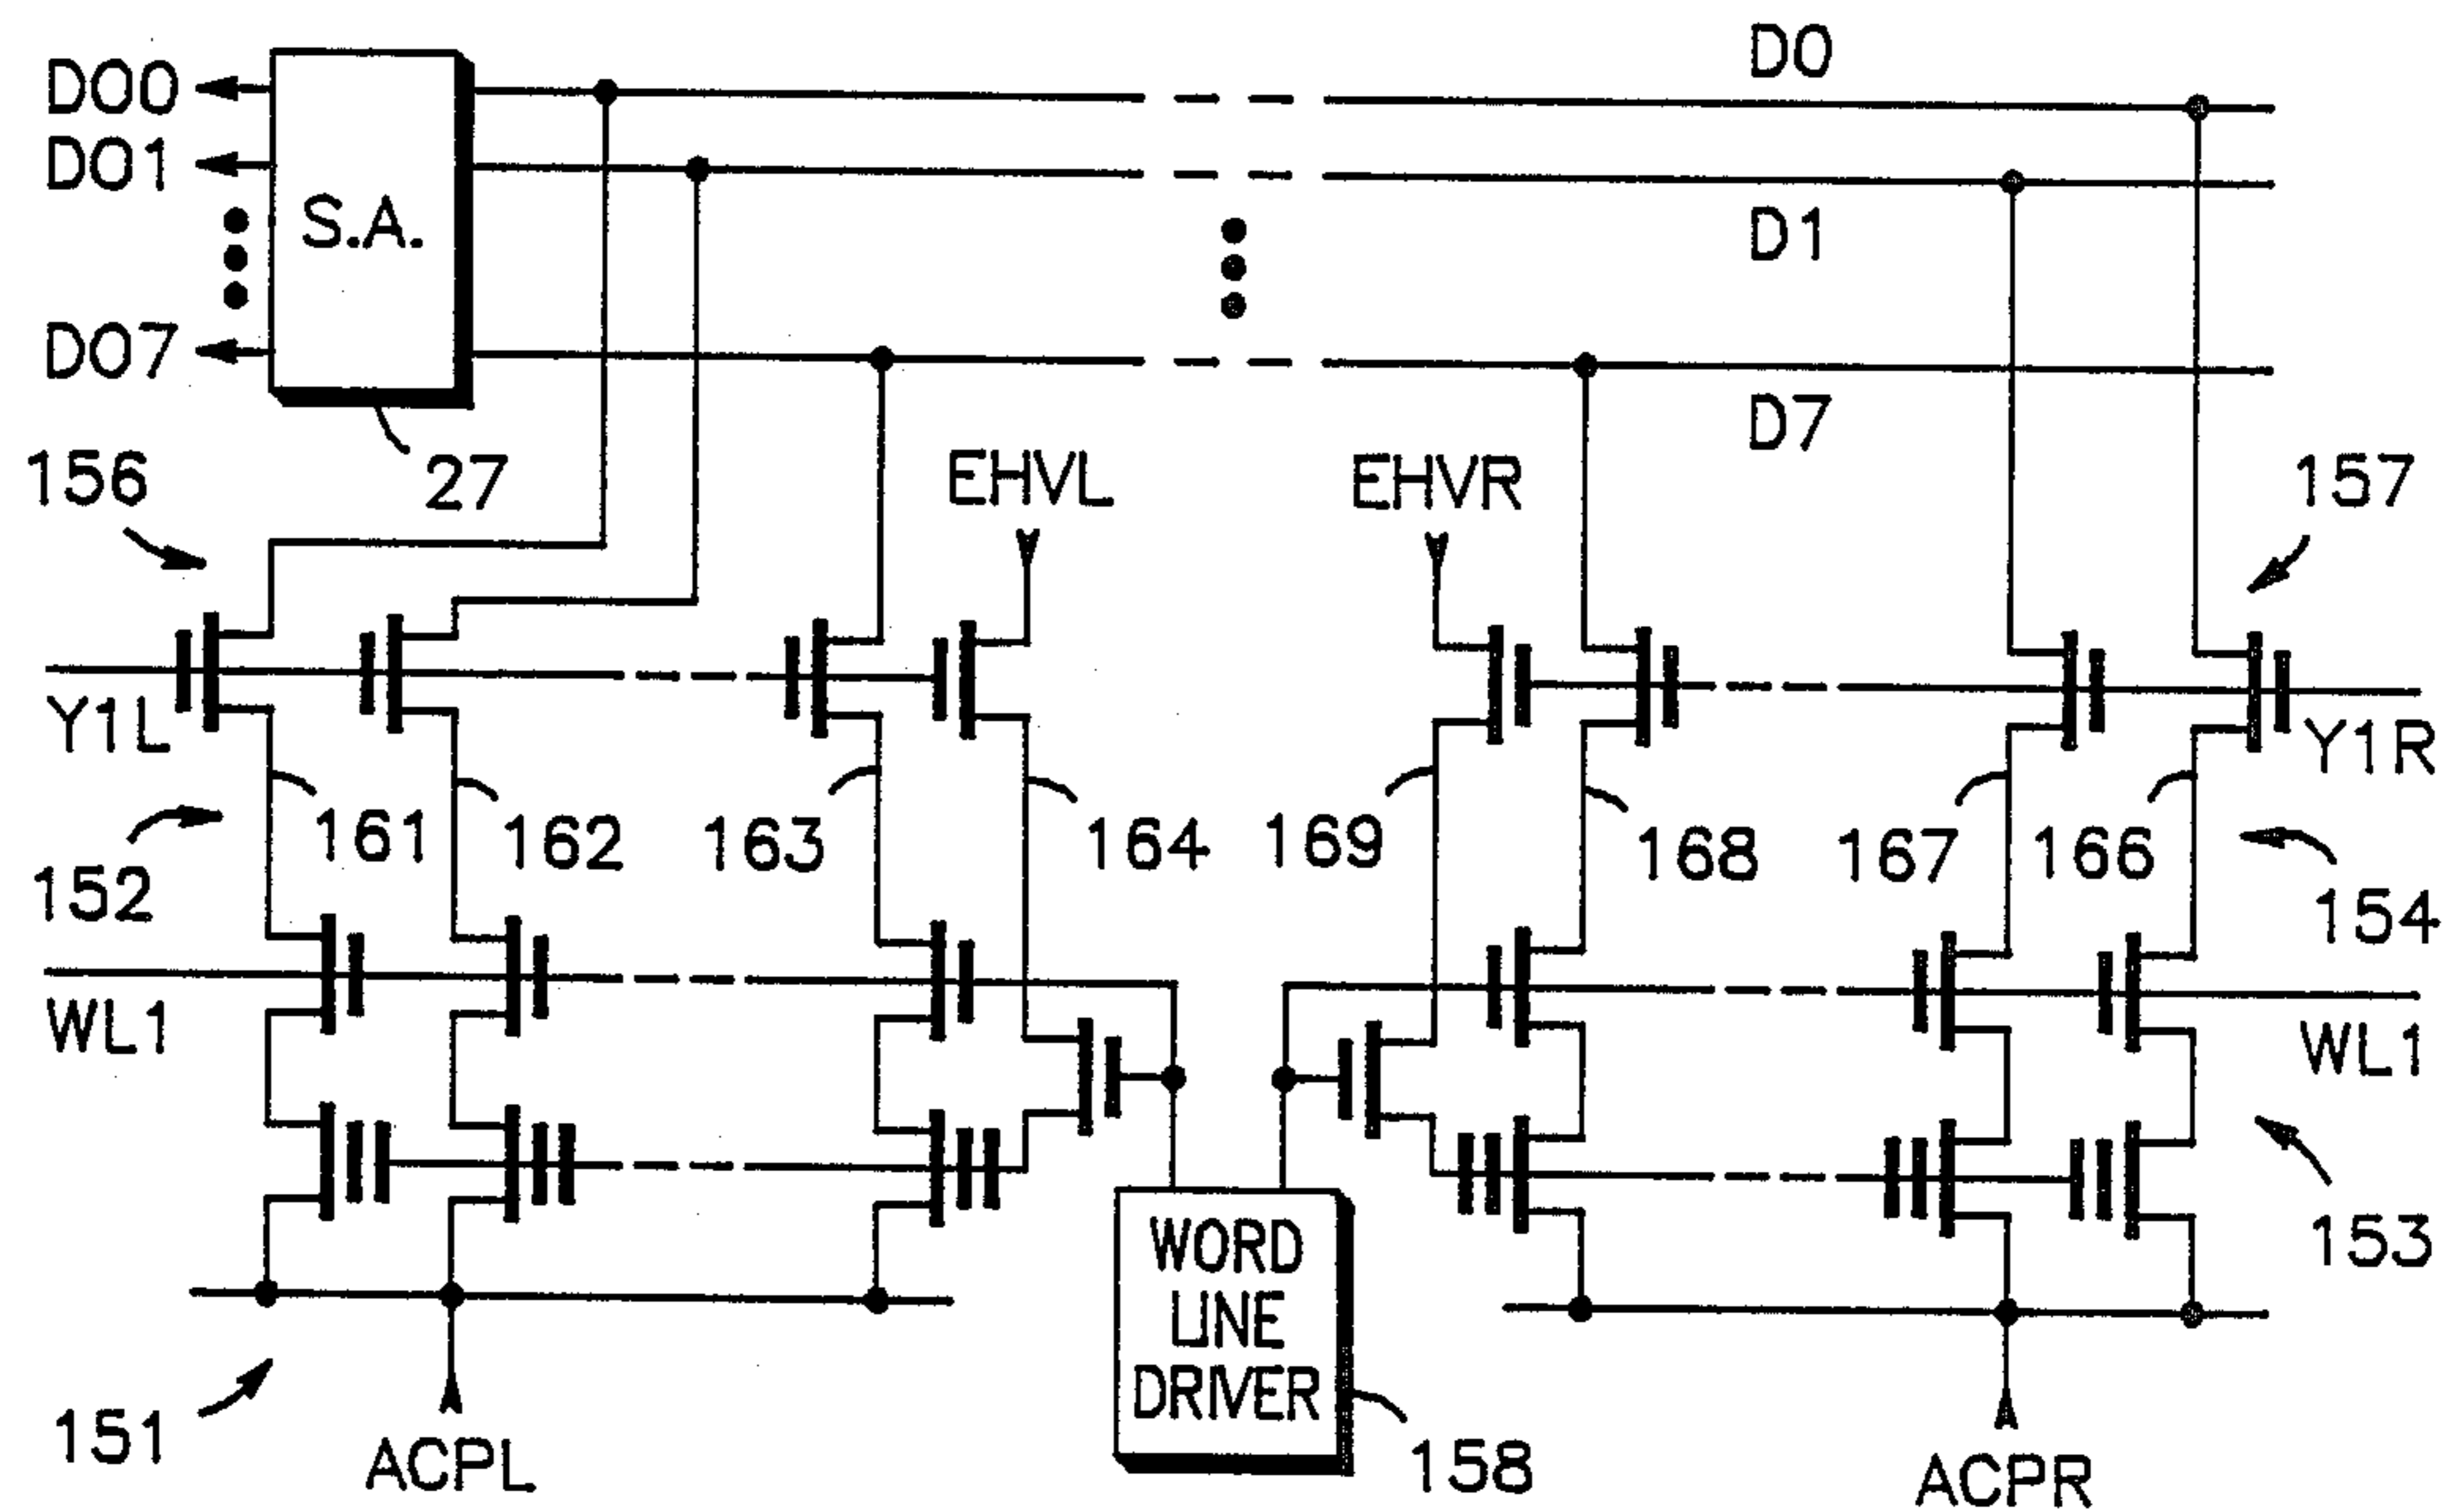 DO0
D0
DO1
S.A.
D1
DO7
D7
156
27
EHVL
EHVR
157
Y1L
Y1R
161
162
163
164
169
168
167
166
152
154
WL1
WL1
153
WORD
LINE
DRIVER
151
ACPL
158
ACPR